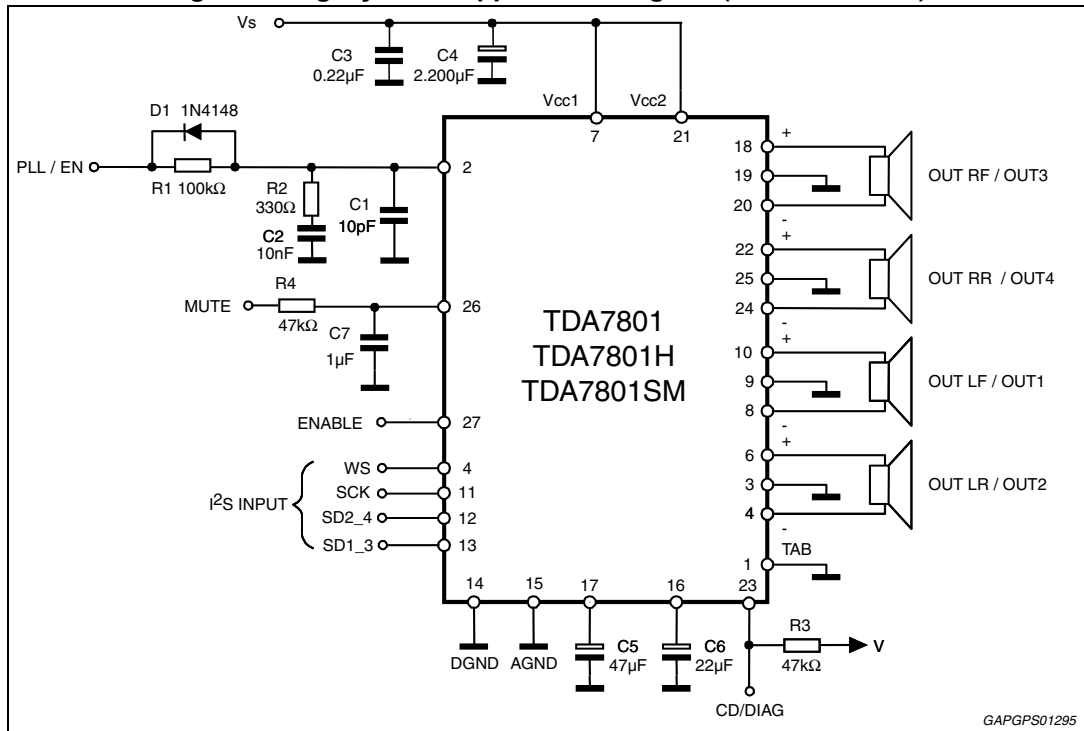 Vs
C3
0.22µF
C4
2.200µF
Vcc1
Vcc2
7
21
D1 1N4148
PLL / EN
R1 100kΩ
R2
330Ω
C2
10nF
C1
10pF
2
R4
MUTE
47kΩ
C7
1µF
26
ENABLE
27
I²S INPUT
WS
4
SCK
11
SD2_4
12
SD1_3
13
TDA7801
TDA7801H
TDA7801SM
18
+
19
20
-
OUT RF / OUT3
22
+
25
24
-
OUT RR / OUT4
10
+
9
8
-
OUT LF / OUT1
6
+
3
4
-
OUT LR / OUT2
1
TAB
14
15
17
16
23
DGND
AGND
C5
47µF
C6
22µF
R3
47kΩ
V
CD/DIAG
GAPGPS01295